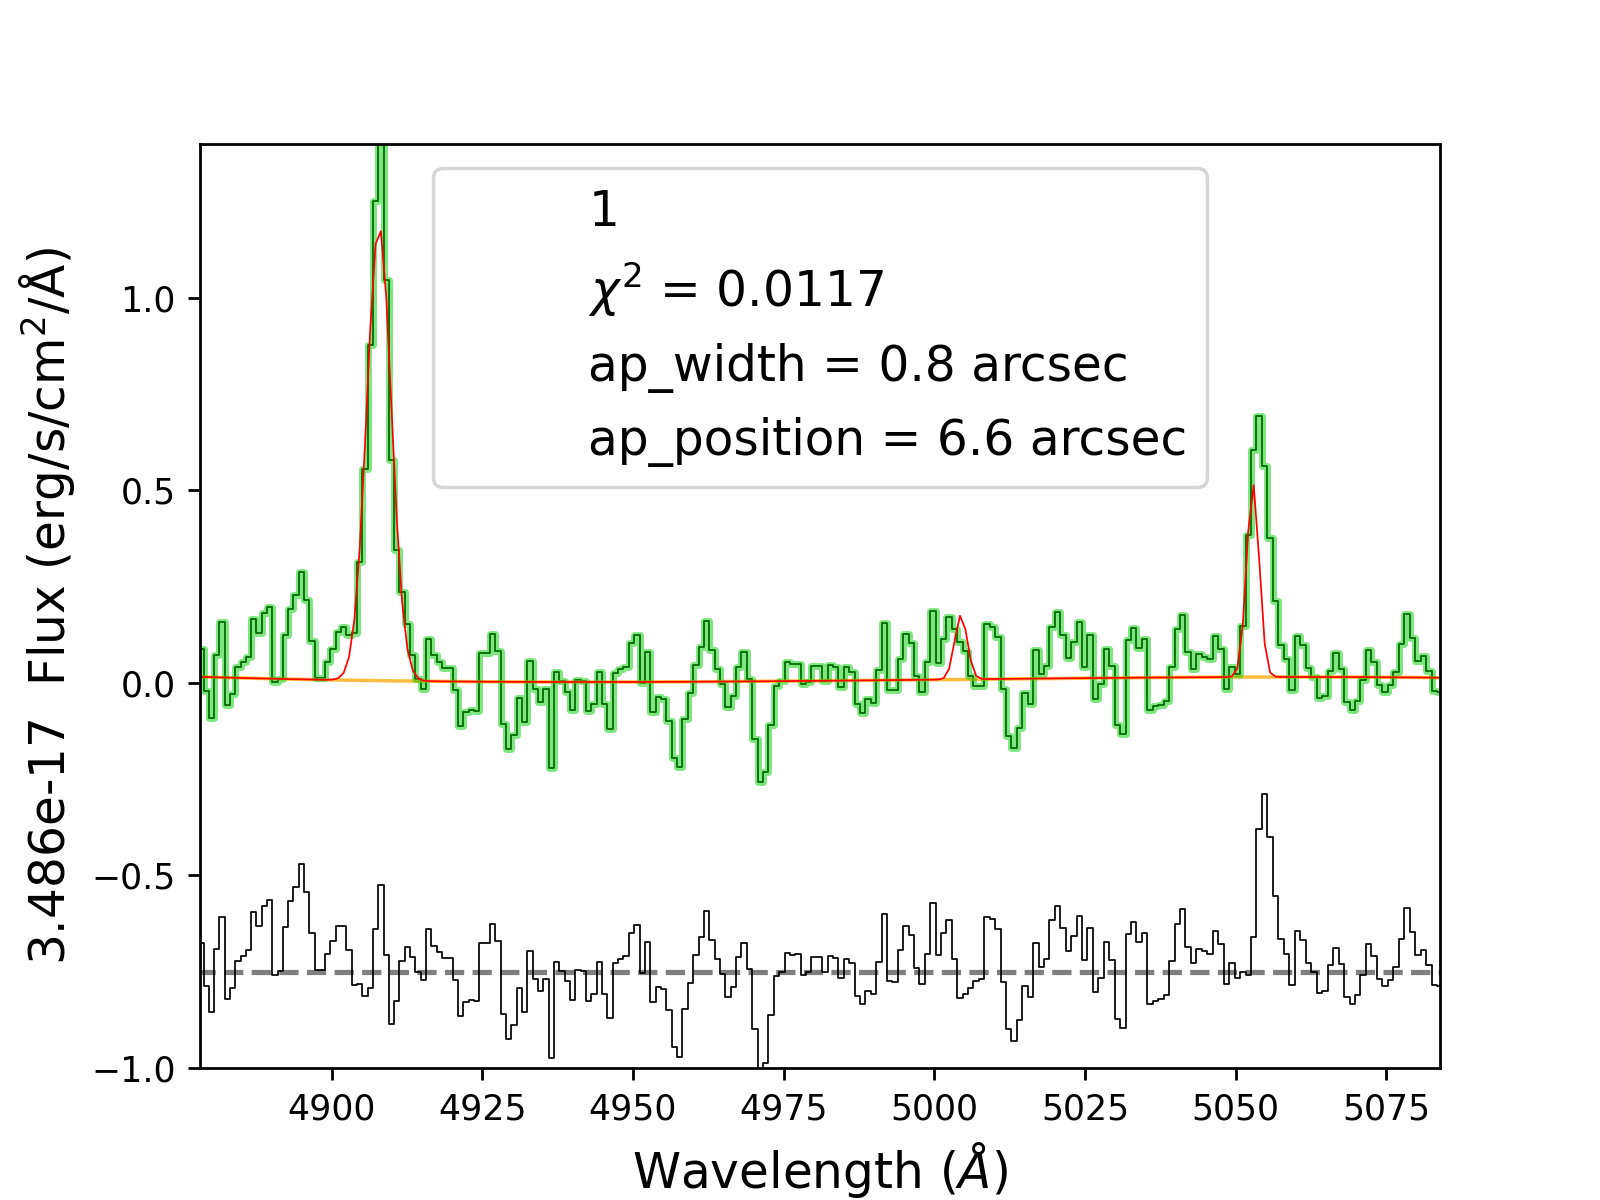 1
χ² = 0.0117
ap_width = 0.8 arcsec
ap_position = 6.6 arcsec
3.486e-17 Flux (erg/s/cm²/Å)
1.0
0.5
0.0
−0.5
−1.0
4900 4925 4950 4975 5000 5025 5050 5075
Wavelength (Å)